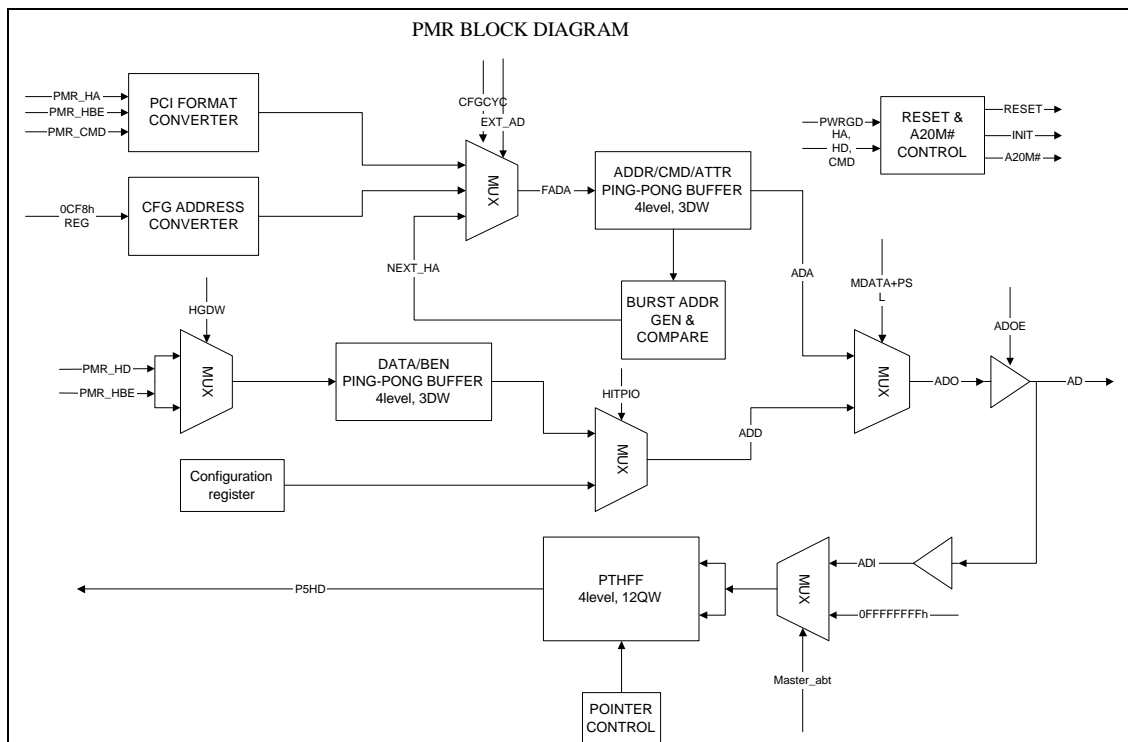 PMR BLOCK DIAGRAM
PMR_HA
PMR_HBE
PMR_CMD
PCI FORMAT
CONVERTER
CFGCYC
EXT_AD
PWRGD
HA,
HD,
CMD
RESET &
A20M#
CONTROL
RESET
INIT
A20M#
0CF8h
REG
CFG ADDRESS
CONVERTER
MUX
FADA
ADDR/CMD/ATTR
PING-PONG BUFFER
4level, 3DW
NEXT_HA
BURST ADDR
GEN &
COMPARE
ADA
MDATA+PS
L
ADOE
HGDW
PMR_HD
PMR_HBE
MUX
DATA/BEN
PING-PONG BUFFER
4level, 3DW
HITPIO
MUX
ADD
MUX
ADO
AD
Configuration
register
P5HD
PTHFF
4level, 12QW
MUX
ADI
0FFFFFFFFh
Master_abt
POINTER
CONTROL